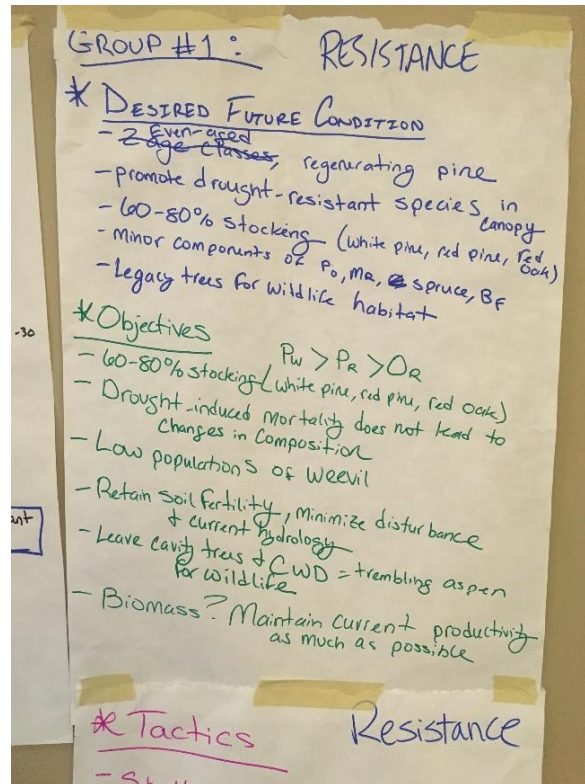 GROUP #1: RESISTANCE
* DESIRED FUTURE CONDITION
Even-aged
- 2 age classes, regenerating pine
- promote drought-resistant species in
canopy
- 60-80% stocking (white pine, red pine, red
oak)
- Minor components of Po, MR, spruce, BF
- Legacy trees for wildlife habitat
* Objectives
PW > PR > OR
- 60-80% stocking (white pine, red pine, red oak)
- Drought-induced mortality does not lead to
changes in composition
- Low populations of weevil
- Retain soil fertility, minimize disturbance
+ current hydrology
- Leave cavity trees + CWD = trembling aspen
for wildlife
- Biomass? Maintain current productivity
as much as possible
* Tactics Resistance
-30